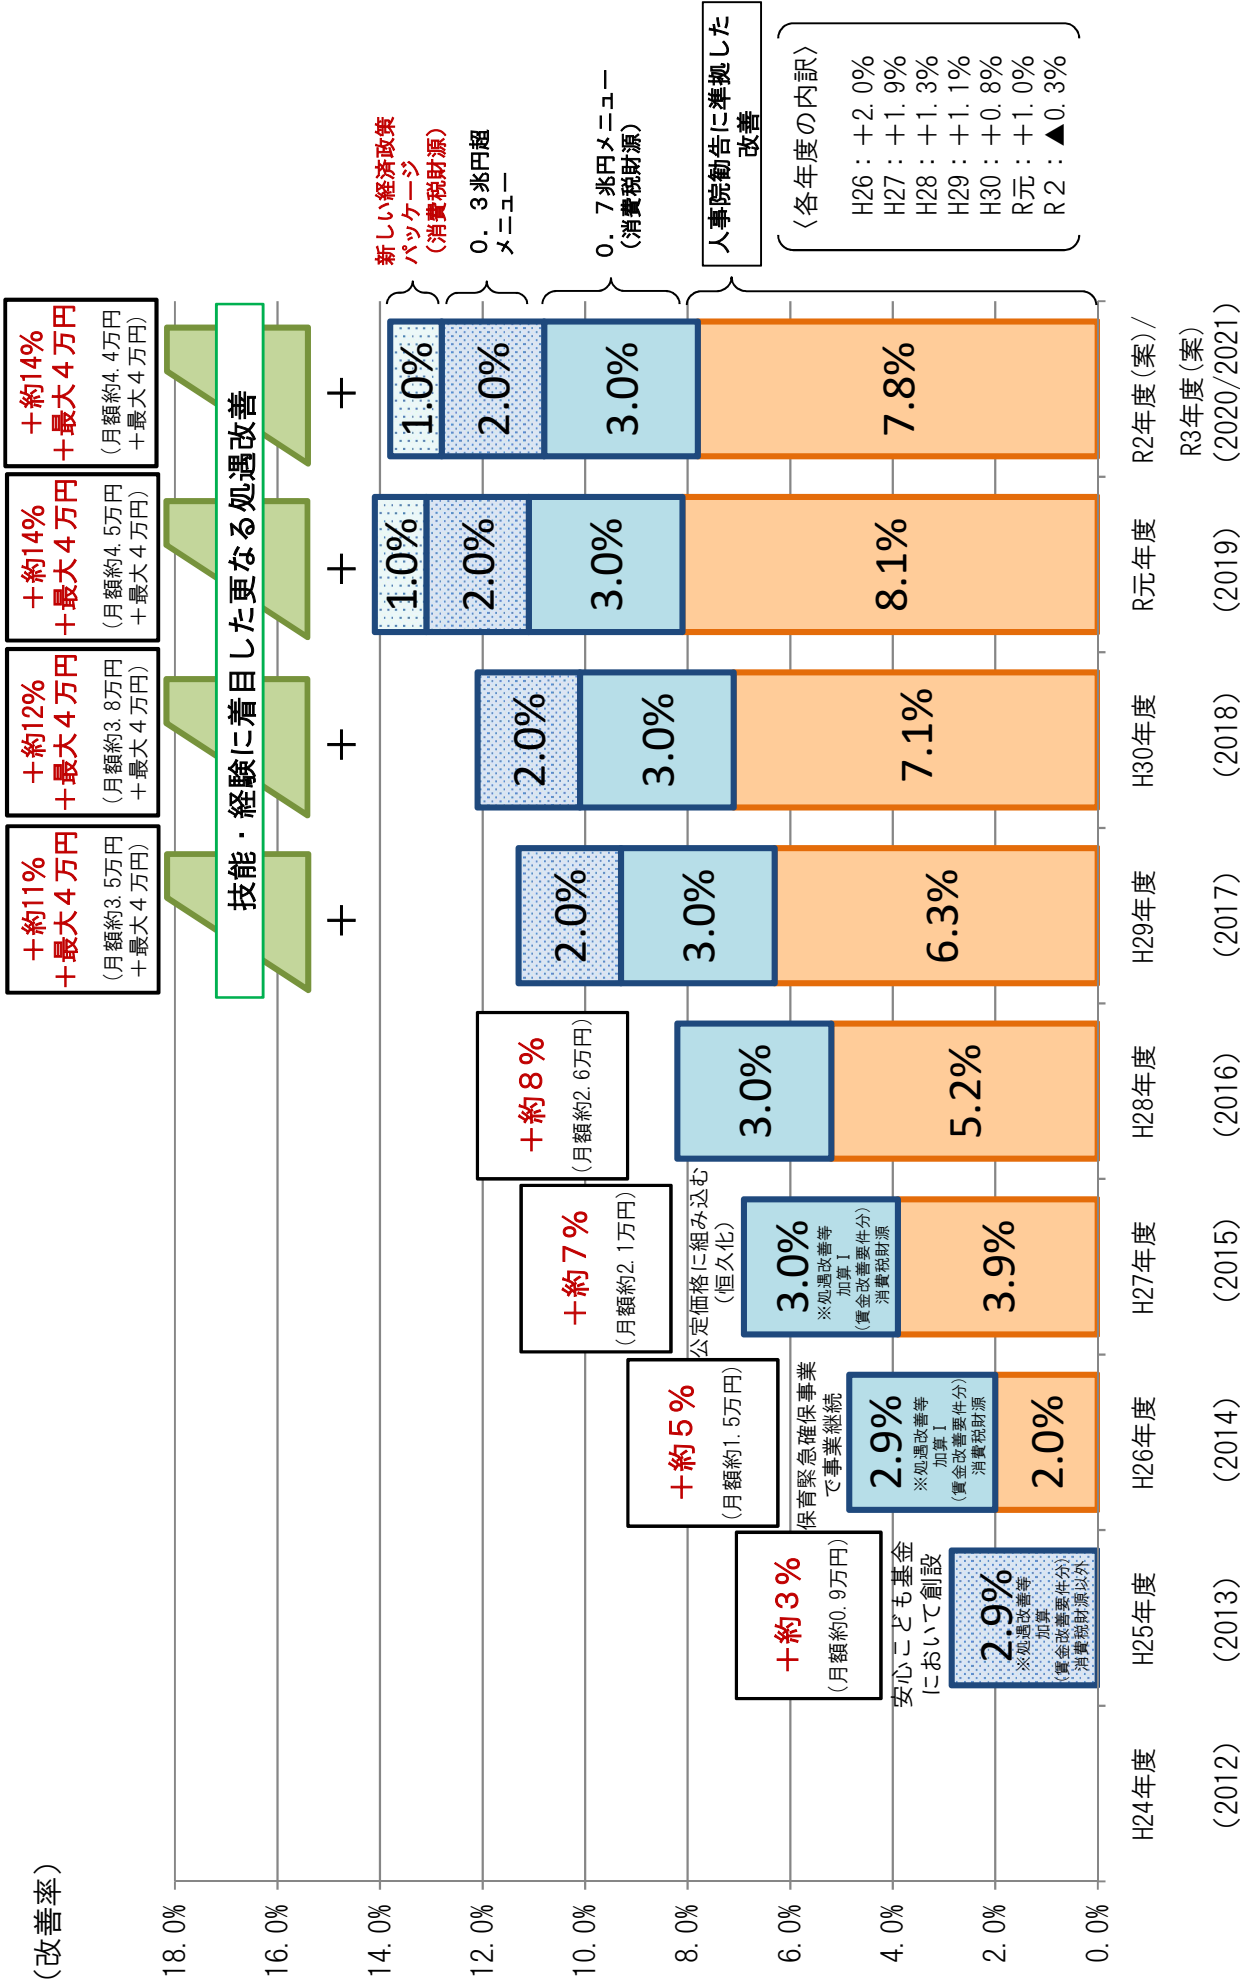 （改善率）
18.0%
16.0%
14.0%
12.0%
10.0%
8.0%
6.0%
4.0%
2.0%
0.0%
H24年度
（2012）
H25年度
（2013）
H26年度
（2014）
H27年度
（2015）
H28年度
（2016）
H29年度
（2017）
H30年度
（2018）
R元年度
（2019）
R2年度（案）/
R3年度（案）
（2020/2021）
＋約３％
（月額約0.9万円）
安心こども基金
において創設
2.9%
※処遇改善等
加算
（賃金改善要件分）
消費税財源以外
＋約５％
（月額約1.5万円）
保育緊急確保事業
で事業継続
2.9%
※処遇改善等
加算Ⅰ
（賃金改善要件分）
消費税財源
2.0%
＋約７％
（月額約2.1万円）
公定価格に組み込む
（恒久化）
3.0%
※処遇改善等
加算Ⅰ
（賃金改善要件分）
消費税財源
3.9%
＋約８％
（月額約2.6万円）
3.0%
5.2%
＋約11%
＋最大４万円
（月額約3.5万円
＋最大４万円）
＋約12%
＋最大４万円
（月額約3.8万円
＋最大４万円）
＋約14%
＋最大４万円
（月額約4.5万円
＋最大４万円）
＋約14%
＋最大４万円
（月額約4.4万円
＋最大４万円）
技能・経験に着目した更なる処遇改善
＋
＋
＋
＋
2.0%
3.0%
6.3%
2.0%
3.0%
7.1%
1.0%
2.0%
3.0%
8.1%
1.0%
2.0%
3.0%
7.8%
新しい経済政策
パッケージ
（消費税財源）
０．３兆円超
メニュー
０．７兆円メニュー
（消費税財源）
人事院勧告に準拠した
改善
〈各年度の内訳〉
H26：＋2.0%
H27：＋1.9%
H28：＋1.3%
H29：＋1.1%
H30：＋0.8%
R元：＋1.0%
R２：▲0.3%